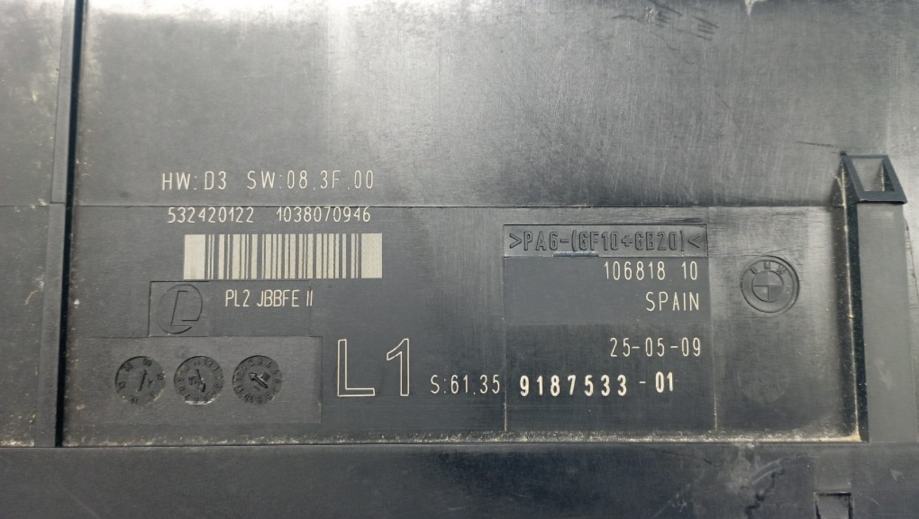 HW:D3 SW:08.3F.00
532420122 1038070946
PL2 JBBFE II
L1
>PA6-(GF10+GB20)<
106818 10
SPAIN
BMW
25-05-09
S:61.35 9187533-01